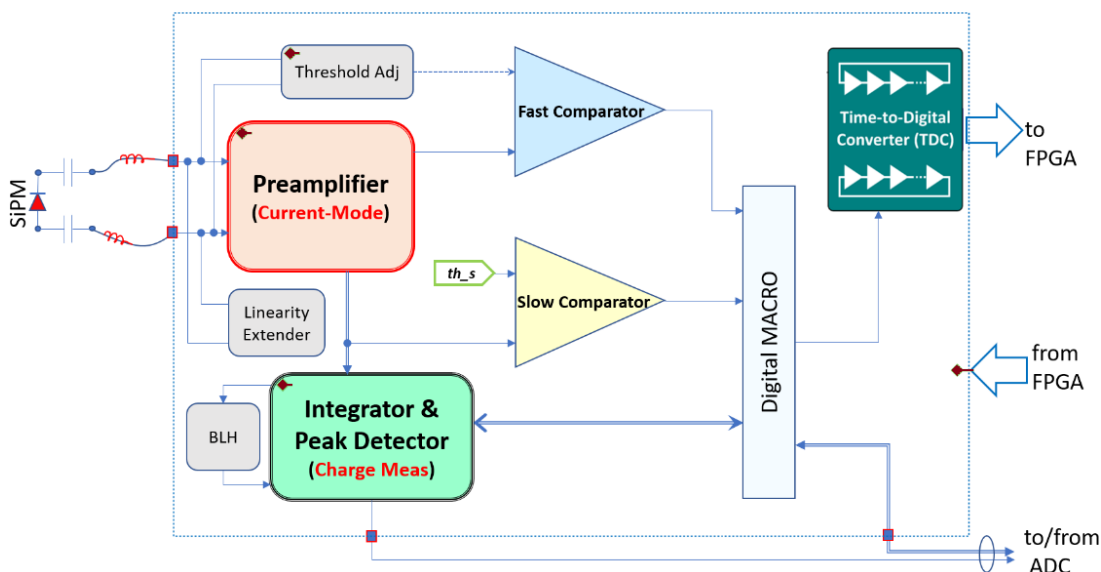 Threshold Adj
Fast Comparator
Time-to-Digital
Converter (TDC)
to
FPGA
SiPM
Preamplifier
(Current-Mode)
th_s
Slow Comparator
Linearity
Extender
Digital MACRO
from
FPGA
Integrator &
Peak Detector
(Charge Meas)
BLH
to/from
ADC